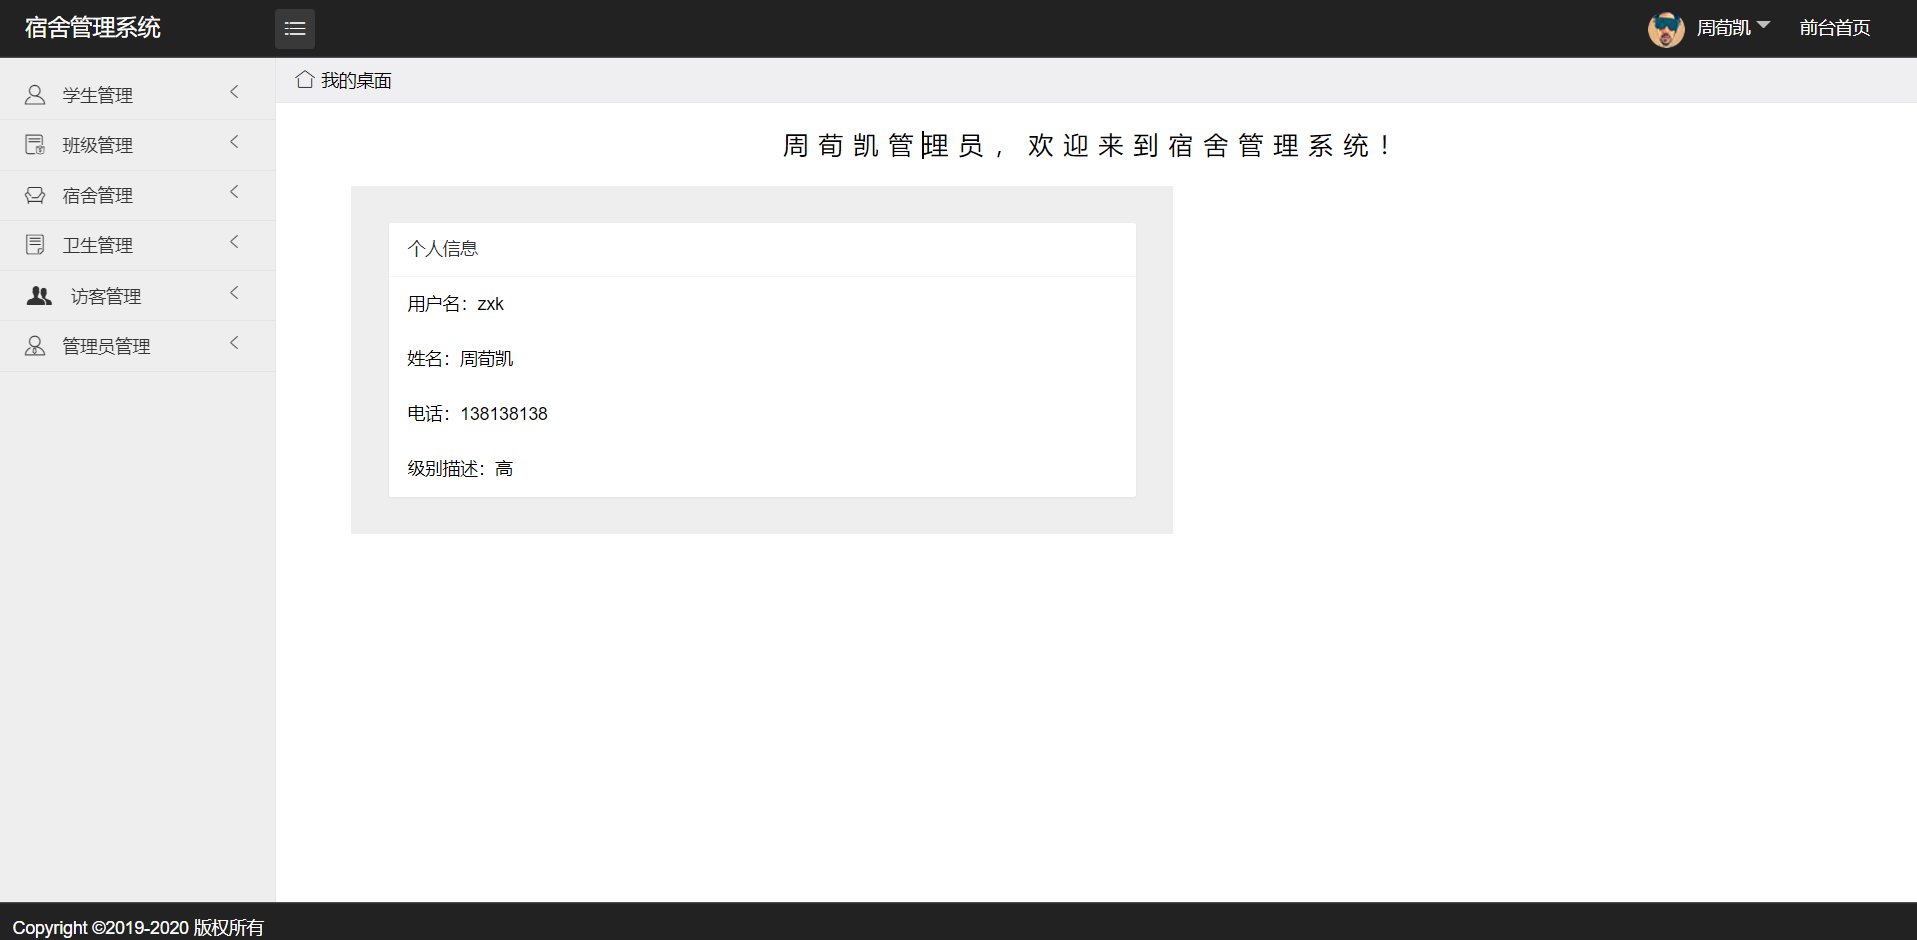 宿舍管理系统
周荀凯
前台首页
学生管理
班级管理
宿舍管理
卫生管理
访客管理
管理员管理
我的桌面
周荀凯管理员，欢迎来到宿舍管理系统！
个人信息
用户名：zxk
姓名：周荀凯
电话：138138138
级别描述：高
Copyright ©2019-2020 版权所有